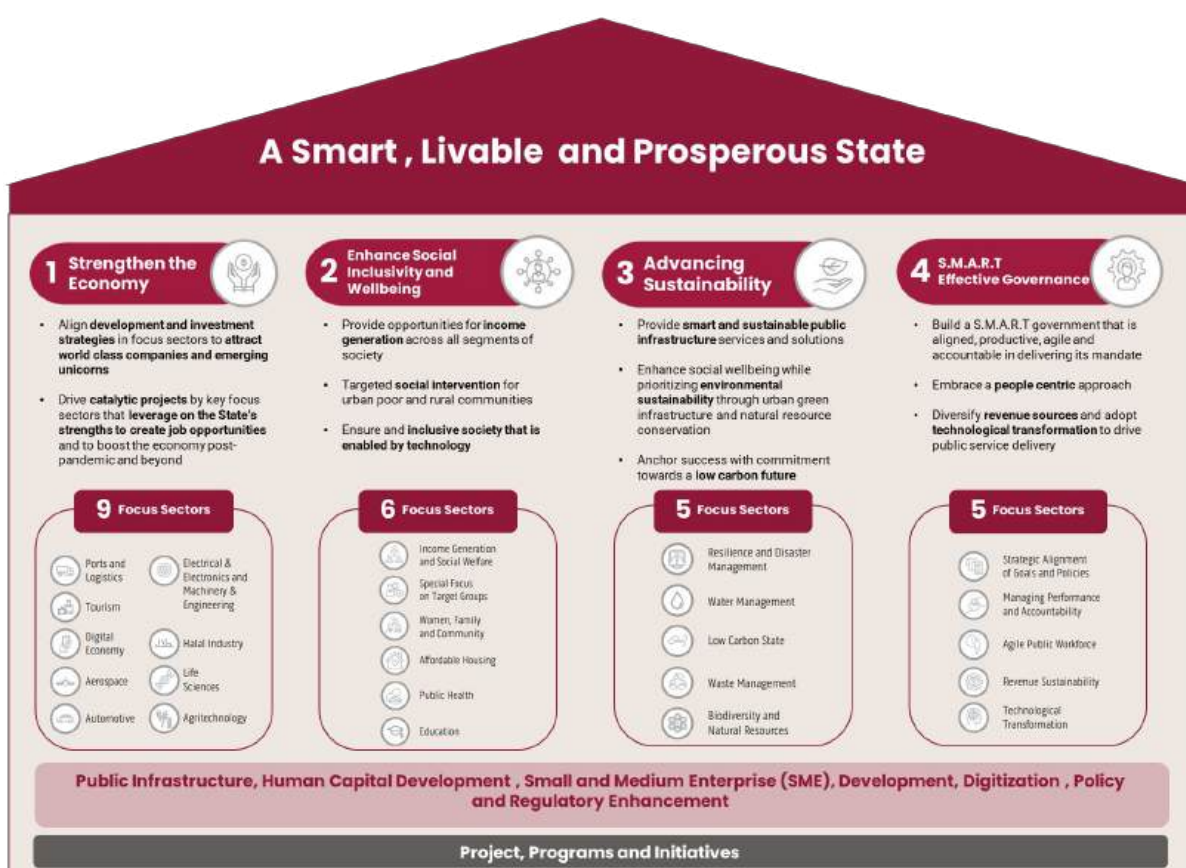 A Smart , Livable and Prosperous State
1 Strengthen the
Economy
• Align development and investment
strategies in focus sectors to attract
world class companies and emerging
unicorns
• Drive catalytic projects by key focus
sectors that leverage on the State's
strengths to create job opportunities
and to boost the economy post-
pandemic and beyond
9 Focus Sectors
Ports and
Logistics
Tourism
Digital
Economy
Aerospace
Automotive
Electrical &
Electronics and
Machinery &
Engineering
Halal Industry
Life
Sciences
Agritechnology
2 Enhance Social
Inclusivity and
Wellbeing
• Provide opportunities for income
generation across all segments of
society
• Targeted social intervention for
urban poor and rural communities
• Ensure and inclusive society that is
enabled by technology
6 Focus Sectors
Income Generation
and Social Welfare
Special Focus
on Target Groups
Women, Family
and Community
Affordable Housing
Public Health
Education
3 Advancing
Sustainability
• Provide smart and sustainable public
infrastructure services and solutions
• Enhance social wellbeing while
prioritizing environmental
sustainability through urban green
infrastructure and natural resource
conservation
• Anchor success with commitment
towards a low carbon future
5 Focus Sectors
Resilience and Disaster
Management
Water Management
Low Carbon State
Waste Management
Biodiversity and
Natural Resources
4 S.M.A.R.T
Effective Governance
• Build a S.M.A.R.T government that is
aligned, productive, agile and
accountable in delivering its mandate
• Embrace a people centric approach
• Diversify revenue sources and adopt
technological transformation to drive
public service delivery
5 Focus Sectors
Strategic Alignment
of Goals and Policies
Managing Performance
and Accountability
Agile Public Workforce
Revenue Sustainability
Technological
Transformation
Public Infrastructure, Human Capital Development , Small and Medium Enterprise (SME), Development, Digitization , Policy
and Regulatory Enhancement
Project, Programs and Initiatives